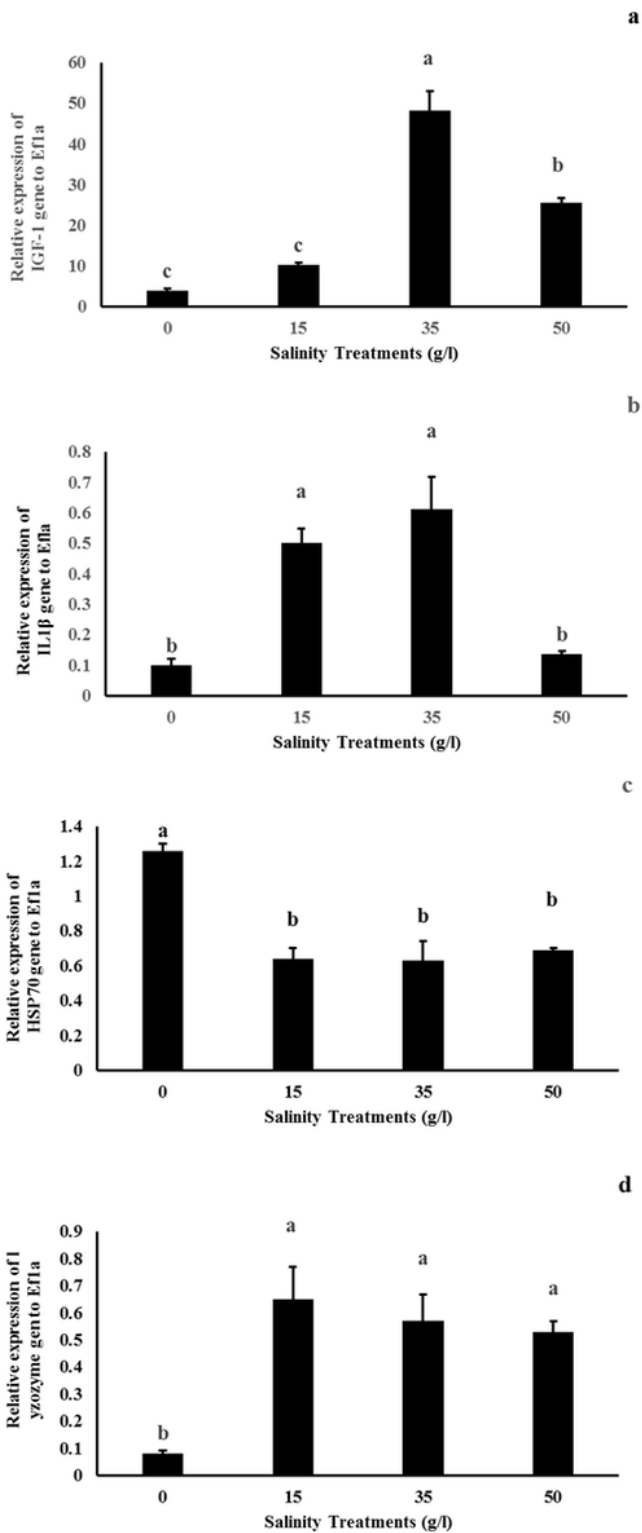 a
Relative expression of
IGF-1 gene to Ef1a
60
50
40
30
20
10
0
a
b
c
c
0 15 35 50
Salinity Treatments (g/l)
b
Relative expression of
IL1β gene to Efla
0.8
0.7
0.6
0.5
0.4
0.3
0.2
0.1
0
a
a
b
b
0 15 35 50
Salinity Treatments (g/l)
c
Relative expression of
HSP70 gene to Ef1a
1.4
1.2
1
0.8
0.6
0.4
0.2
0
a
b b b
0 15 35 50
Salinity Treatments (g/l)
d
Relative expression of l
yzozyme gen to Ef1a
0.9
0.8
0.7
0.6
0.5
0.4
0.3
0.2
0.1
0
a
a
a
b
0 15 35 50
Salinity Treatments (g/l)